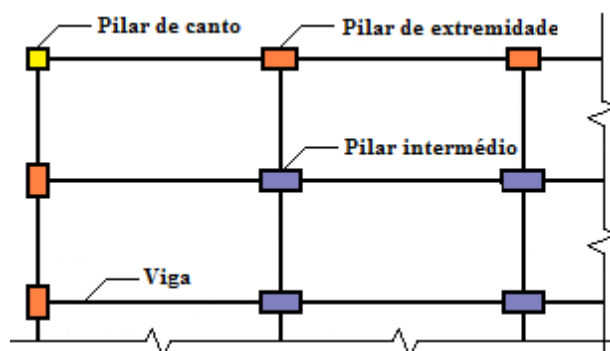 Pilar de canto
Pilar de extremidade
Pilar intermédio
Viga